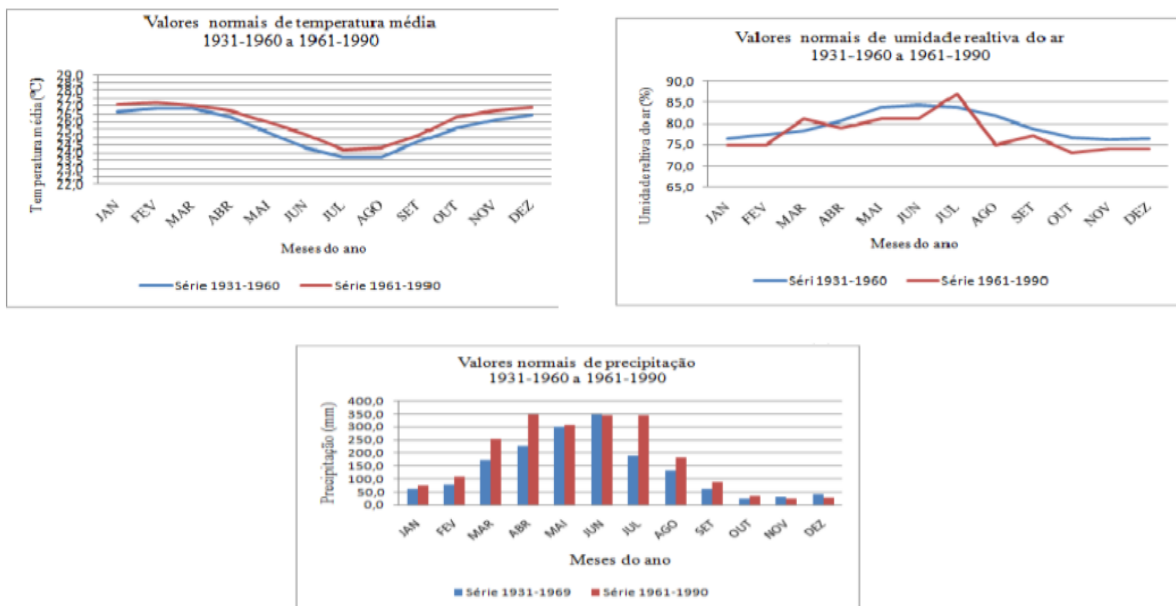 Valores normais de temperatura média
1931-1960 a 1961-1990
Temperatura média (ºC)
29,0
28,5
28,0
27,5
27,0
26,5
26,0
25,5
25,0
24,5
24,0
23,5
23,0
22,5
22,0
JAN FEV MAR ABR MAI JUN JUL AGO SET OUT NOV DEZ
Meses do ano
Série 1931-1960 Série 1961-1990
Valores normais de umidade realtiva do ar
1931-1960 a 1961-1990
Umidade realtiva do ar (%)
90,0
85,0
80,0
75,0
70,0
65,0
JAN FEV MAR ABR MAI JUN JUL AGO SET OUT NOV DEZ
Meses do ano
Séri 1931-1960 Série 1961-1990
Valores normais de precipitação
1931-1960 a 1961-1990
Precipitação (mm)
400,0
350,0
300,0
250,0
200,0
150,0
100,0
50,0
0,0
JAN FEV MAR ABR MAI JUN JUL AGO SET OUT NOV DEZ
Meses do ano
Série 1931-1969 Série 1961-1990